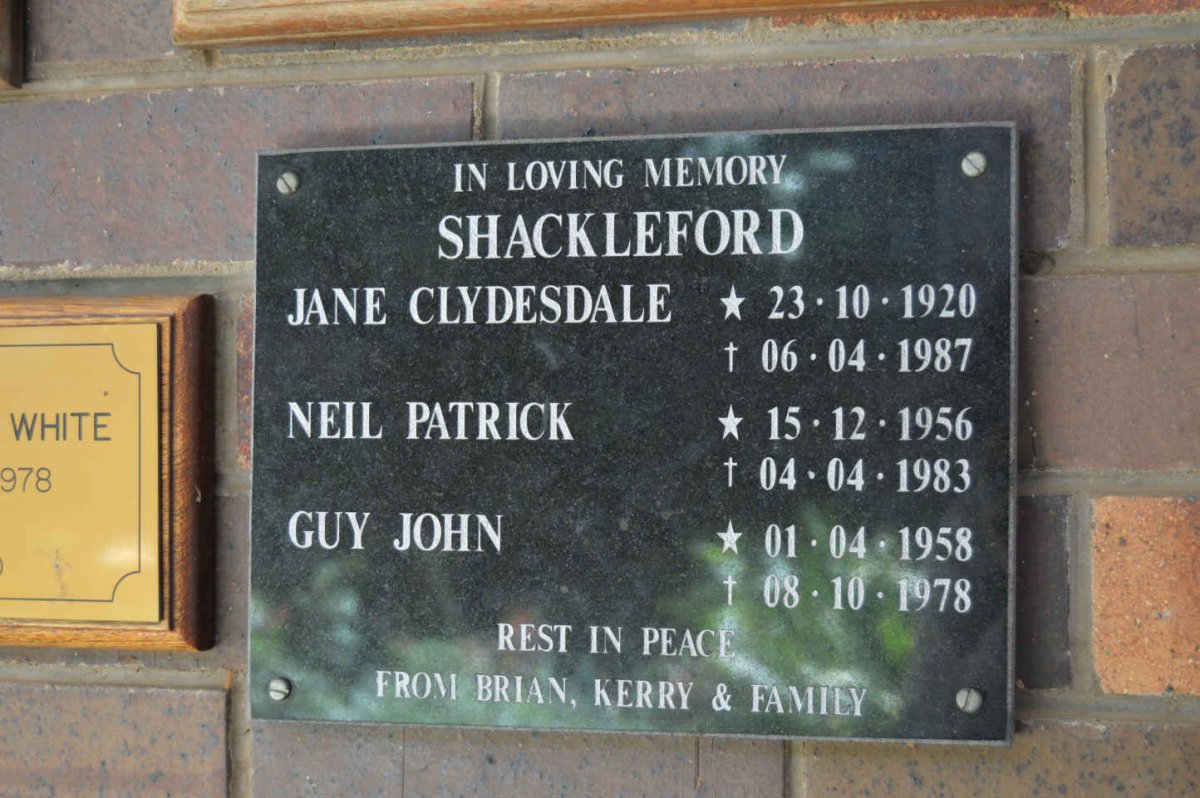 IN LOVING MEMORY
SHACKLEFORD
JANE CLYDESDALE ★ 23·10·1920
† 06·04·1987
NEIL PATRICK ★ 15·12·1956
† 04·04·1983
GUY JOHN ★ 01·04·1958
† 08·10·1978
REST IN PEACE
FROM BRIAN, KERRY & FAMILY
WHITE
978